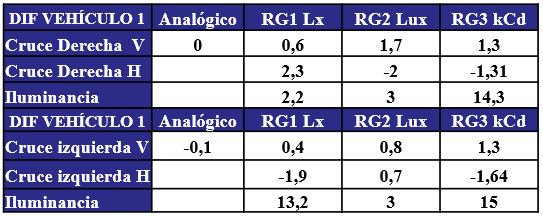 DIF VEHÍCULO 1 Analógico RG1 Lx RG2 Lux RG3 kCd
Cruce Derecha V 0 0,6 1,7 1,3
Cruce Derecha H 2,3 -2 -1,31
Iluminancia 2,2 3 14,3
DIF VEHÍCULO 1 Analógico RG1 Lx RG2 Lux RG3 kCd
Cruce izquierda V -0,1 0,4 0,8 1,3
Cruce izquierda H -1,9 0,7 -1,64
Iluminancia 13,2 3 15